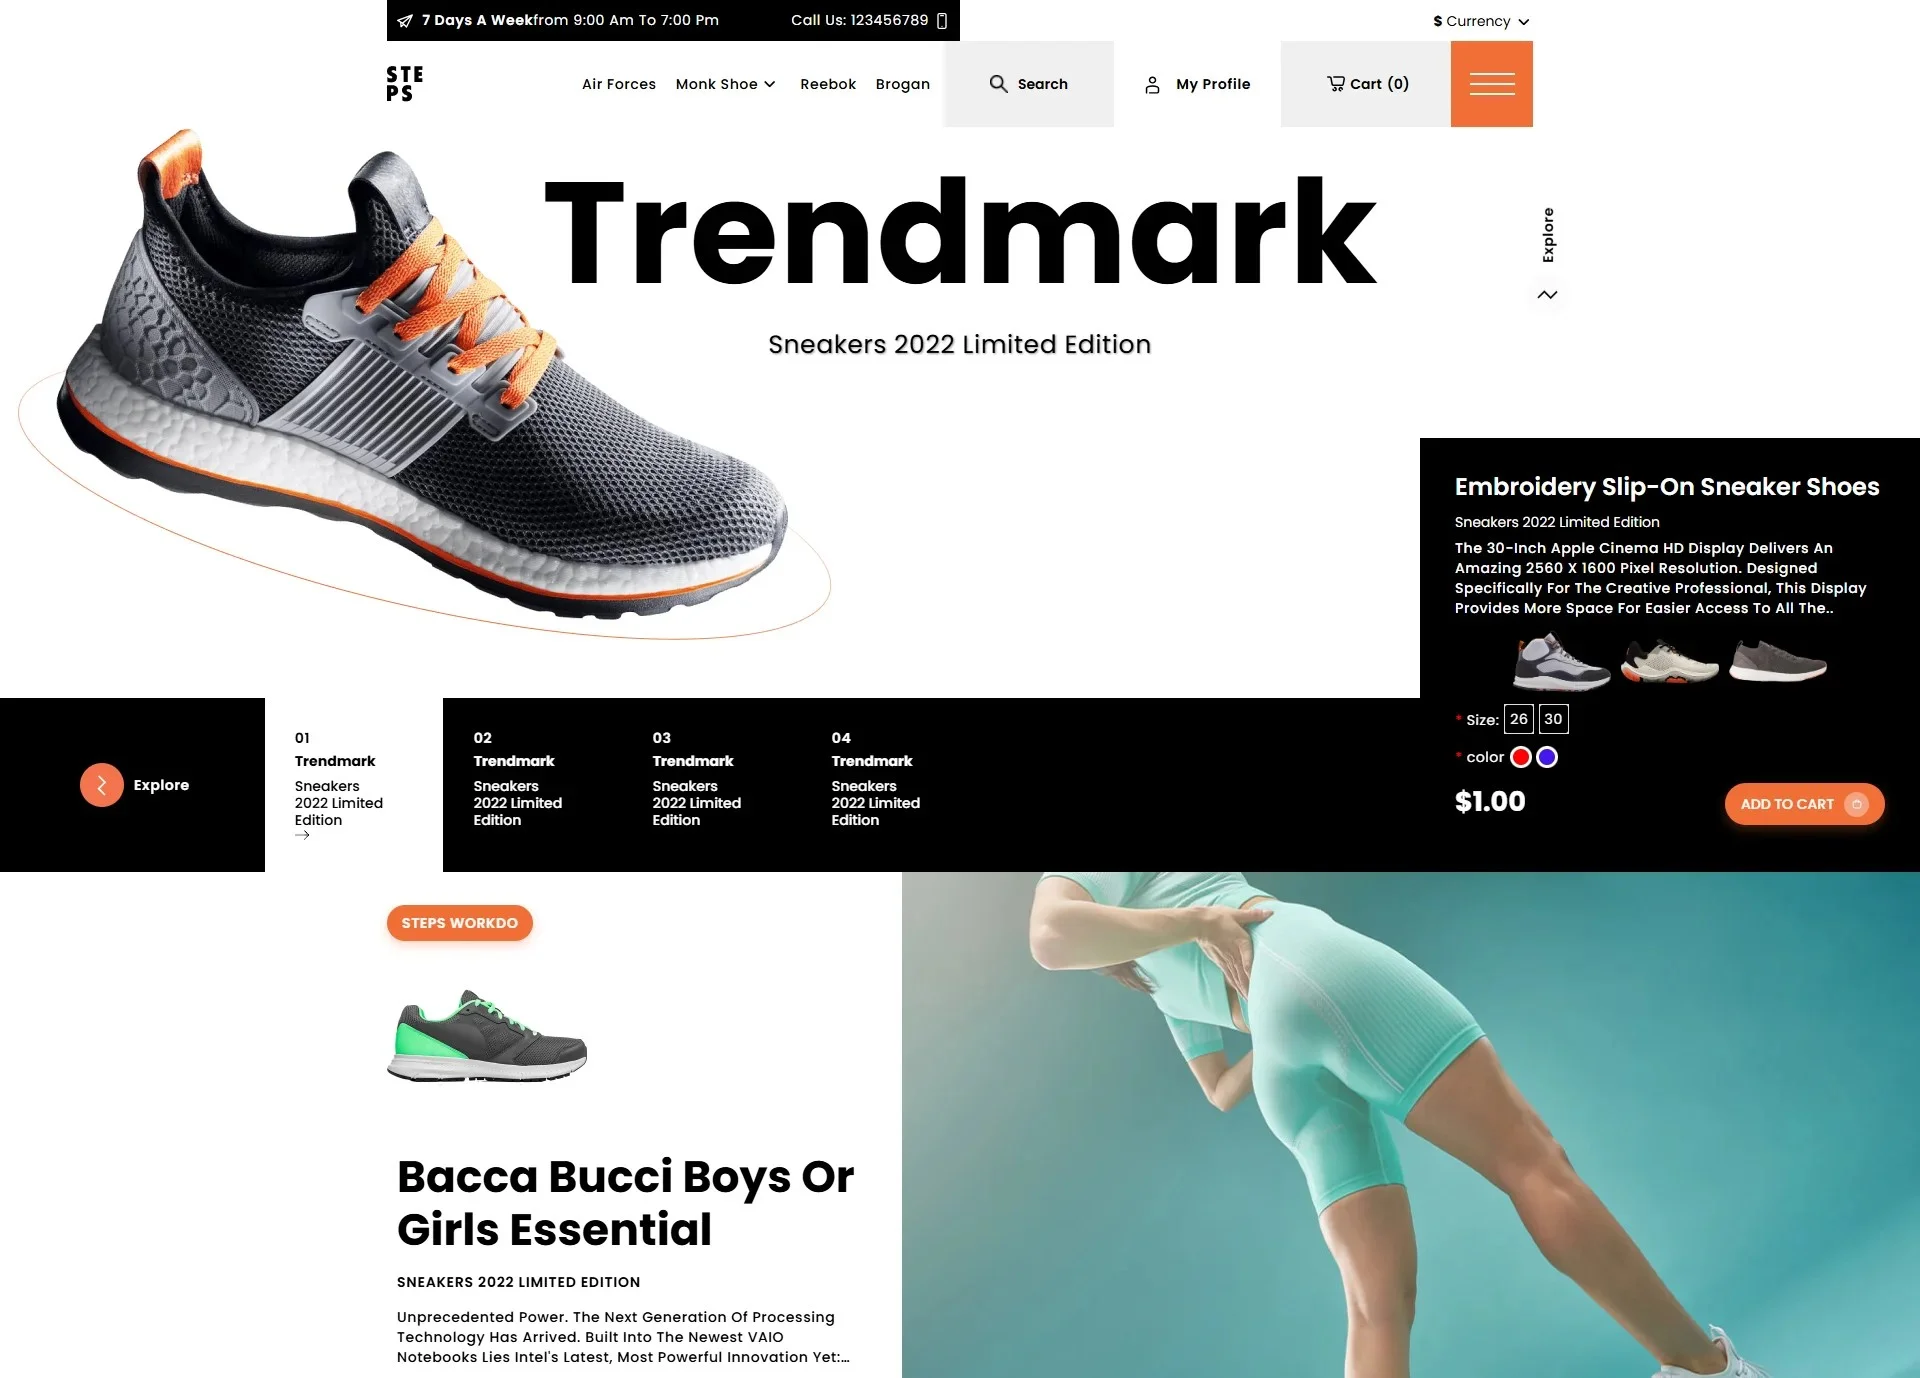 7 Days A Weekfrom 9:00 Am To 7:00 Pm
Call Us: 123456789
$ Currency
STE
PS
Air Forces
Monk Shoe
Reebok
Brogan
Search
My Profile
Cart (0)
Trendmark
Sneakers 2022 Limited Edition
Explore
Embroidery Slip-On Sneaker Shoes
Sneakers 2022 Limited Edition
The 30-Inch Apple Cinema HD Display Delivers An
Amazing 2560 X 1600 Pixel Resolution. Designed
Specifically For The Creative Professional, This Display
Provides More Space For Easier Access To All The..
* Size: 26 30
* color
$1.00
ADD TO CART
Explore
01
Trendmark
Sneakers
2022 Limited
Edition
02
Trendmark
Sneakers
2022 Limited
Edition
03
Trendmark
Sneakers
2022 Limited
Edition
04
Trendmark
Sneakers
2022 Limited
Edition
STEPS WORKDO
Bacca Bucci Boys Or
Girls Essential
SNEAKERS 2022 LIMITED EDITION
Unprecedented Power. The Next Generation Of Processing
Technology Has Arrived. Built Into The Newest VAIO
Notebooks Lies Intel's Latest, Most Powerful Innovation Yet:...